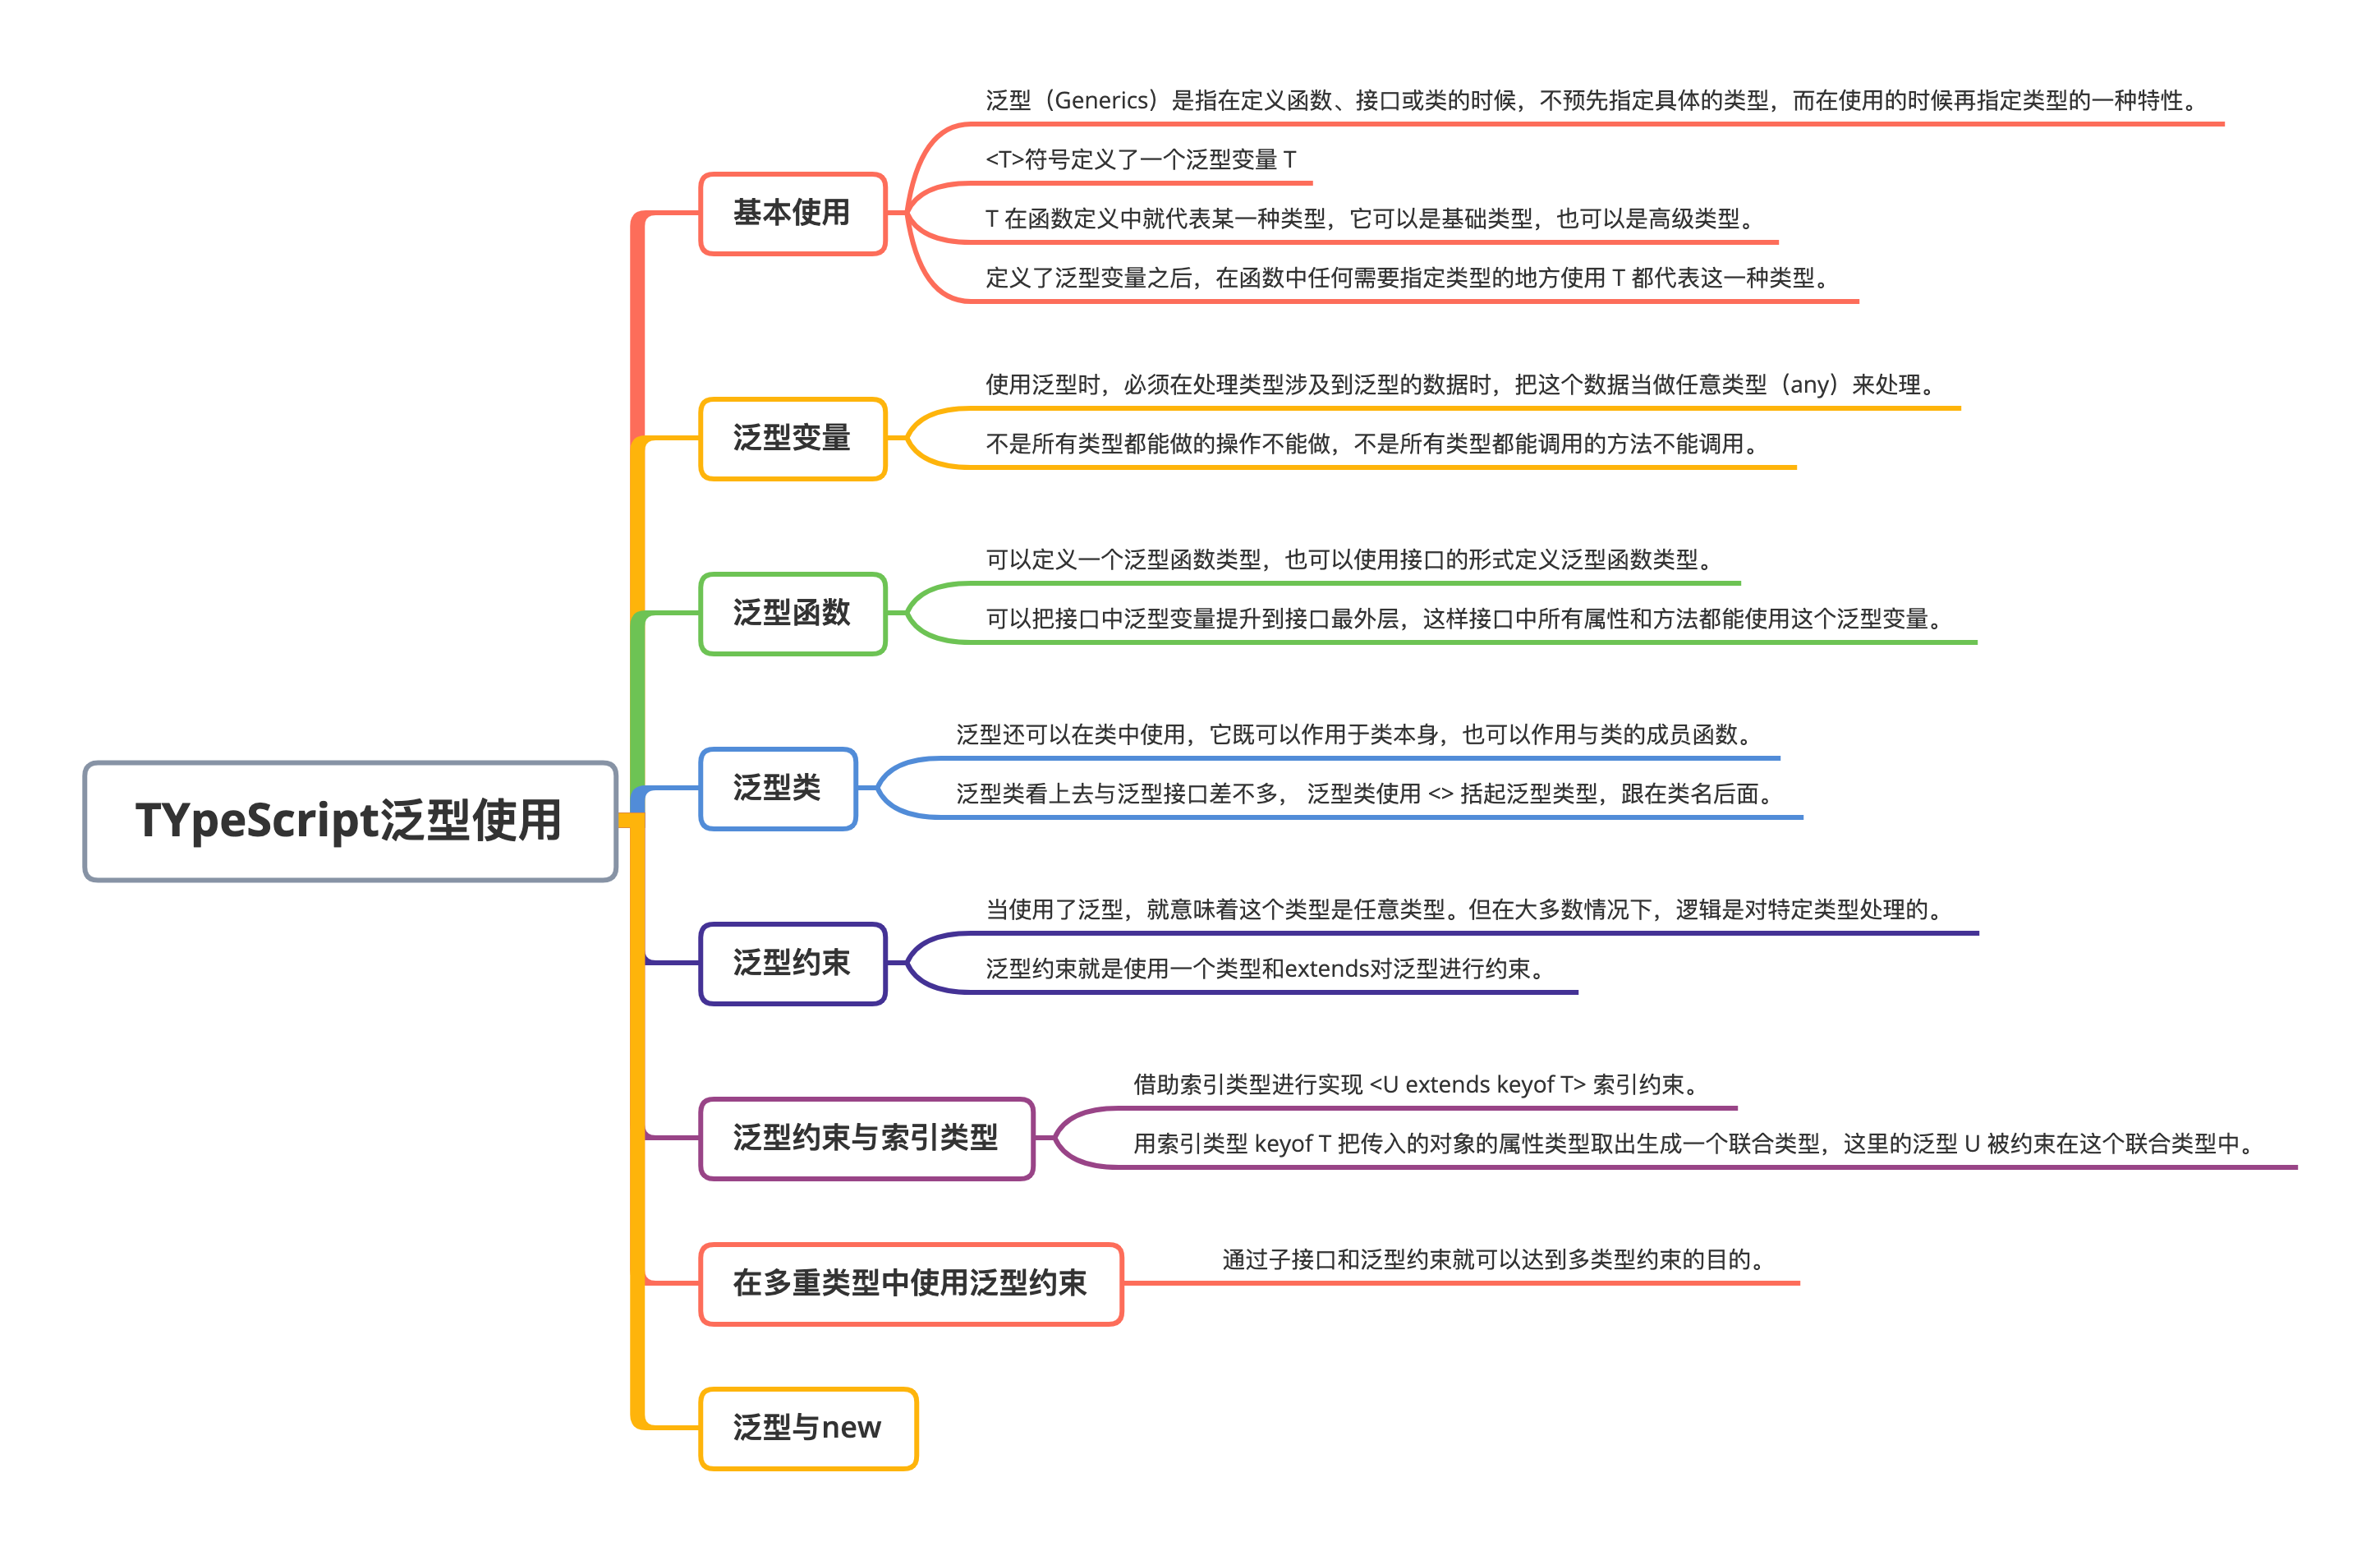 TYpeScript泛型使用
基本使用
泛型（Generics）是指在定义函数、接口或类的时候，不预先指定具体的类型，而在使用的时候再指定类型的一种特性。
<T>符号定义了一个泛型变量 T
T 在函数定义中就代表某一种类型，它可以是基础类型，也可以是高级类型。
定义了泛型变量之后，在函数中任何需要指定类型的地方使用 T 都代表这一种类型。
泛型变量
使用泛型时，必须在处理类型涉及到泛型的数据时，把这个数据当做任意类型（any）来处理。
不是所有类型都能做的操作不能做，不是所有类型都能调用的方法不能调用。
泛型函数
可以定义一个泛型函数类型，也可以使用接口的形式定义泛型函数类型。
可以把接口中泛型变量提升到接口最外层，这样接口中所有属性和方法都能使用这个泛型变量。
泛型类
泛型还可以在类中使用，它既可以作用于类本身，也可以作用与类的成员函数。
泛型类看上去与泛型接口差不多， 泛型类使用 <> 括起泛型类型，跟在类名后面。
泛型约束
当使用了泛型，就意味着这个类型是任意类型。但在大多数情况下，逻辑是对特定类型处理的。
泛型约束就是使用一个类型和extends对泛型进行约束。
泛型约束与索引类型
借助索引类型进行实现 <U extends keyof T> 索引约束。
用索引类型 keyof T 把传入的对象的属性类型取出生成一个联合类型，这里的泛型 U 被约束在这个联合类型中。
在多重类型中使用泛型约束
通过子接口和泛型约束就可以达到多类型约束的目的。
泛型与new